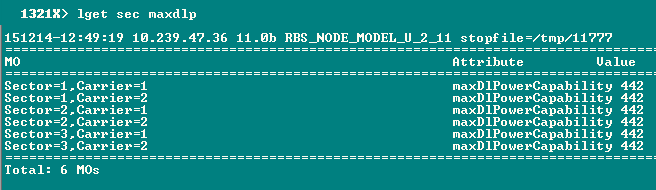 1321X> lget sec maxdlp
151214-12:49:19 10.239.47.36 11.0b RBS_NODE_MODEL_U_2_11 stopfile=/tmp/11777
=================================================================================
MO Attribute Value
=================================================================================
Sector=1,Carrier=1 maxDlPowerCapability 442
Sector=1,Carrier=2 maxDlPowerCapability 442
Sector=2,Carrier=1 maxDlPowerCapability 442
Sector=2,Carrier=2 maxDlPowerCapability 442
Sector=3,Carrier=1 maxDlPowerCapability 442
Sector=3,Carrier=2 maxDlPowerCapability 442
=================================================================================
Total: 6 MOs